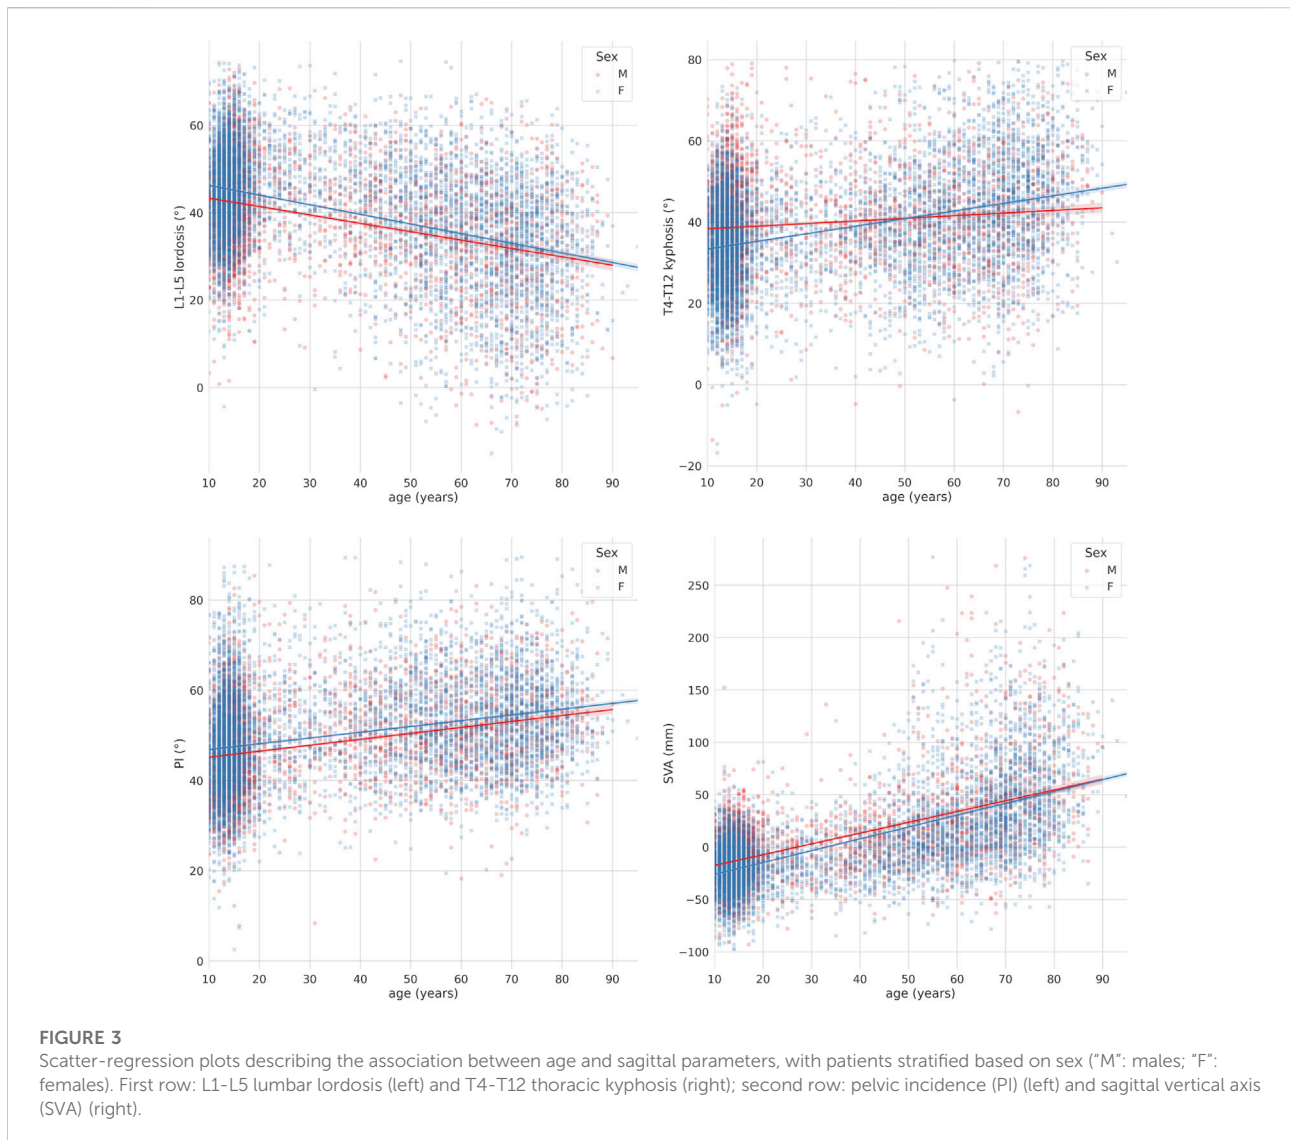 Sex
M
F
60
40
20
0
L1-L5 lordosis (°)
10 20 30 40 50 60 70 80 90
age (years)
Sex
M
F
80
60
40
20
0
−20
T4-T12 kyphosis (°)
10 20 30 40 50 60 70 80 90
age (years)
Sex
M
F
80
60
40
20
0
PI (°)
10 20 30 40 50 60 70 80 90
age (years)
Sex
M
F
250
200
150
100
50
0
−50
−100
SVA (mm)
10 20 30 40 50 60 70 80 90
age (years)
FIGURE 3
Scatter-regression plots describing the association between age and sagittal parameters, with patients stratified based on sex (“M”: males; “F”:
females). First row: L1-L5 lumbar lordosis (left) and T4-T12 thoracic kyphosis (right); second row: pelvic incidence (PI) (left) and sagittal vertical axis
(SVA) (right).